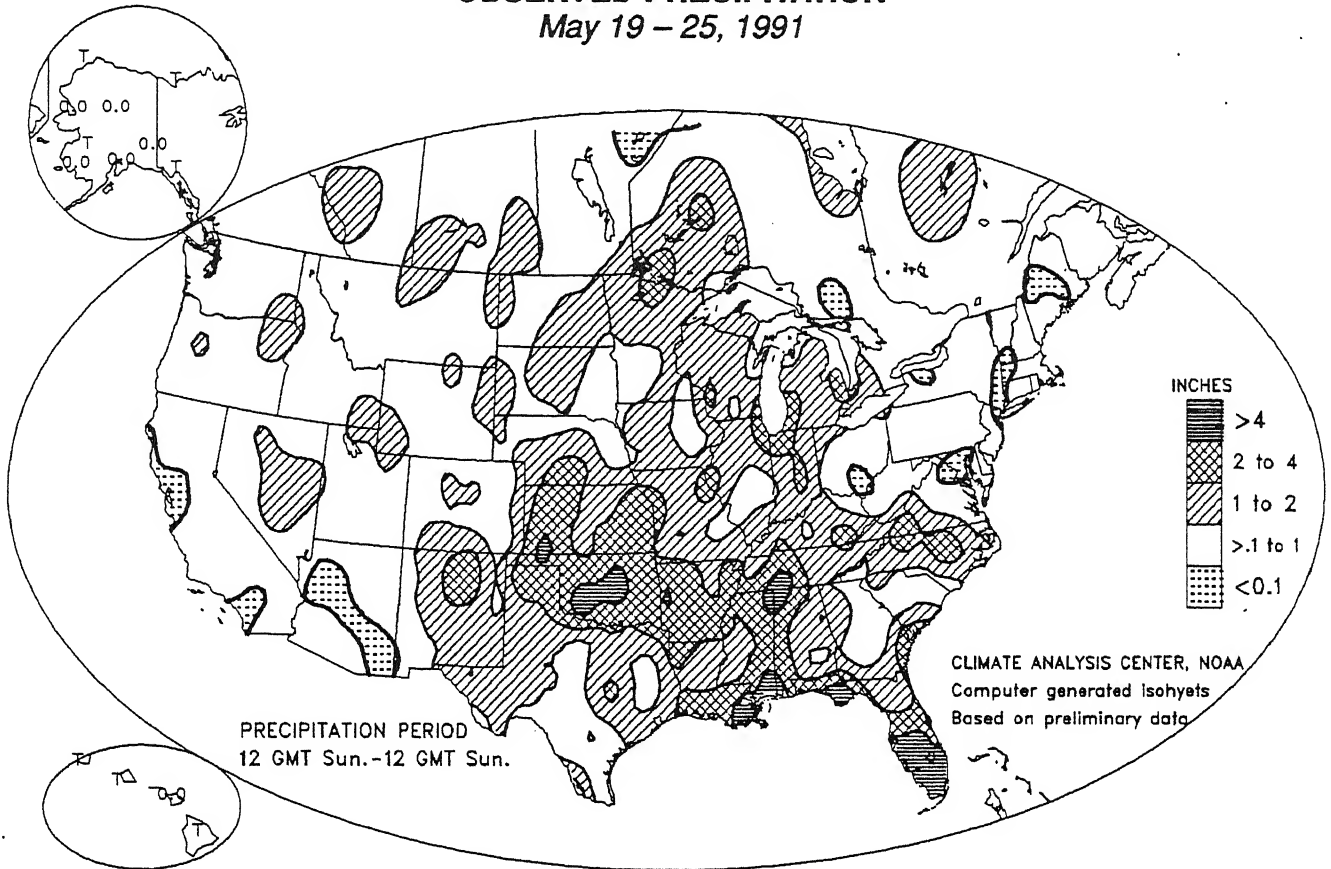 May 19 – 25, 1991
T
T
0.0 0.0
T
0.0
0.0 0.0
T
INCHES
>4
2 to 4
1 to 2
>.1 to 1
<0.1
CLIMATE ANALYSIS CENTER, NOAA
Computer generated isohyets
Based on preliminary data
PRECIPITATION PERIOD
12 GMT Sun.-12 GMT Sun.
T
T
T
T